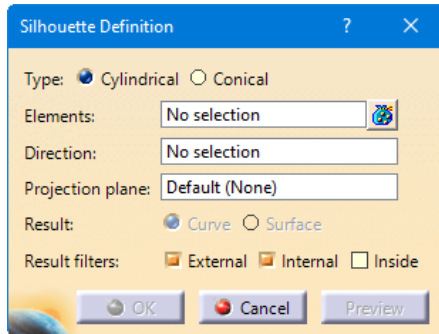 Silhouette Definition ? ×
Type: Cylindrical Conical
Elements: No selection
Direction: No selection
Projection plane: Default (None)
Result: Curve Surface
Result filters: External Internal Inside
OK Cancel Preview